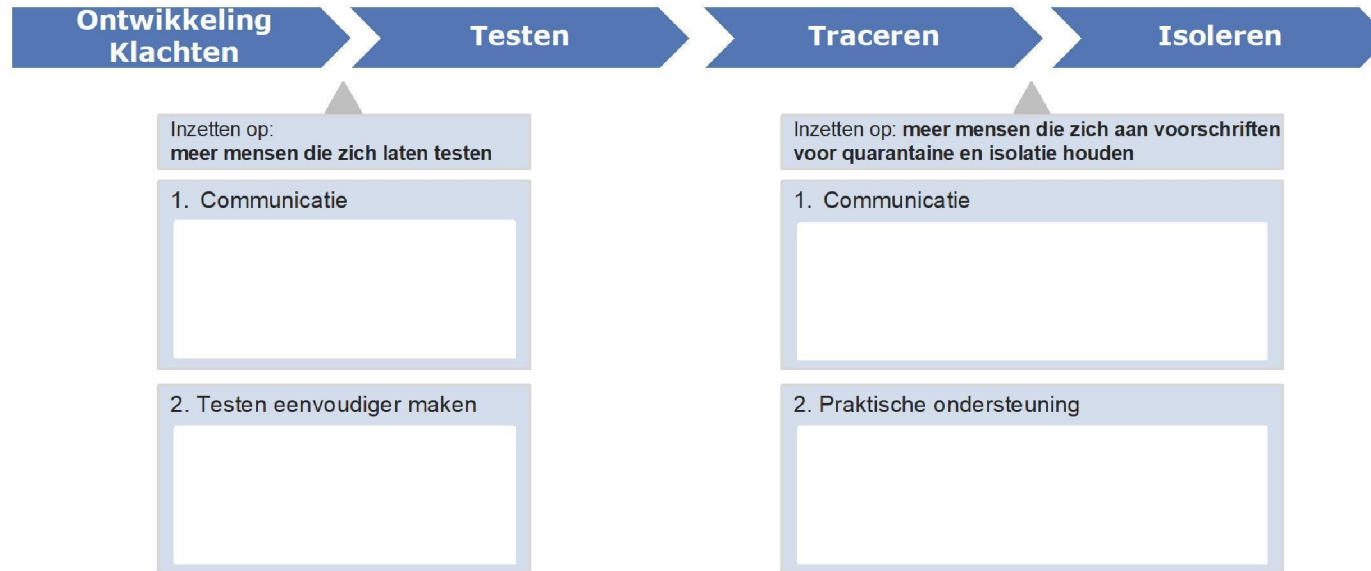 Ontwikkeling
Klachten
Testen
Traceren
Isoleren
Inzetten op:
meer mensen die zich laten testen
1. Communicatie
2. Testen eenvoudiger maken
Inzetten op: meer mensen die zich aan voorschriften
voor quarantaine en isolatie houden
1. Communicatie
2. Praktische ondersteuning